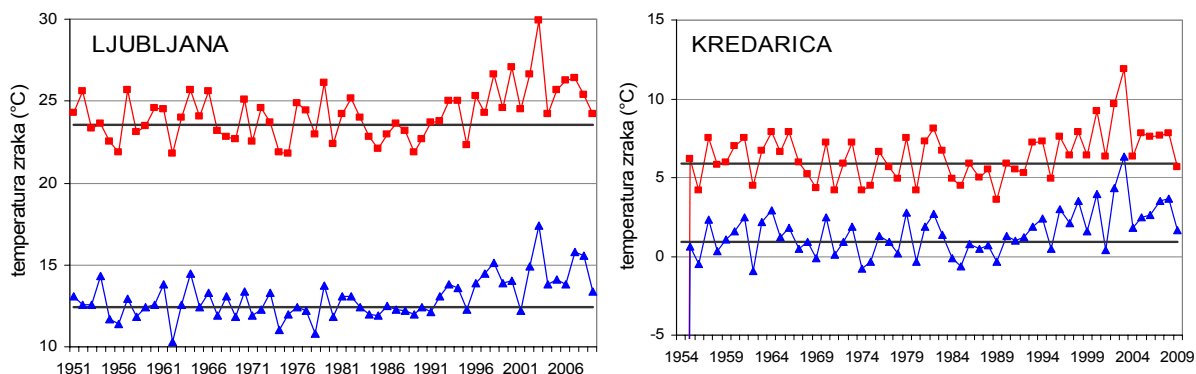 LJUBLJANA
temperatura zraka (°C)
30
25
20
15
10
1951 1956 1961 1966 1971 1976 1981 1986 1991 1996 2001 2006
KREDARICA
temperatura zraka (°C)
15
10
5
0
-5
1954 1959 1964 1969 1974 1979 1984 1989 1994 1999 2004 2009